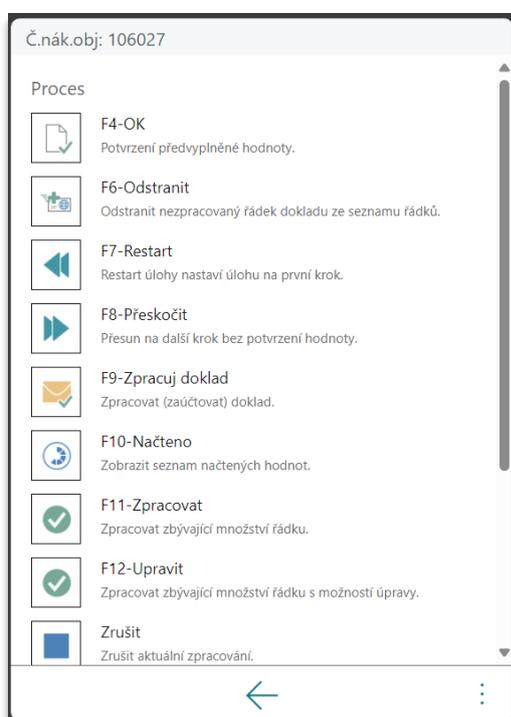 Č.nák.obj: 106027
Proces
F4-OK
Potvrzení předvyplněné hodnoty.
F6-Odstranit
Odstranit nezpracovaný řádek dokladu ze seznamu řádků.
F7-Restart
Restart úlohy nastaví úlohu na první krok.
F8-Přeskočit
Přesun na další krok bez potvrzení hodnoty.
F9-Zpracuj doklad
Zpracovat (zaúčtovat) doklad.
F10-Načteno
Zobrazit seznam načtených hodnot.
F11-Zpracovat
Zpracovat zbývající množství řádku.
F12-Upravit
Zpracovat zbývající množství řádku s možností úpravy.
Zrušit
Zrušit aktuální zpracování.